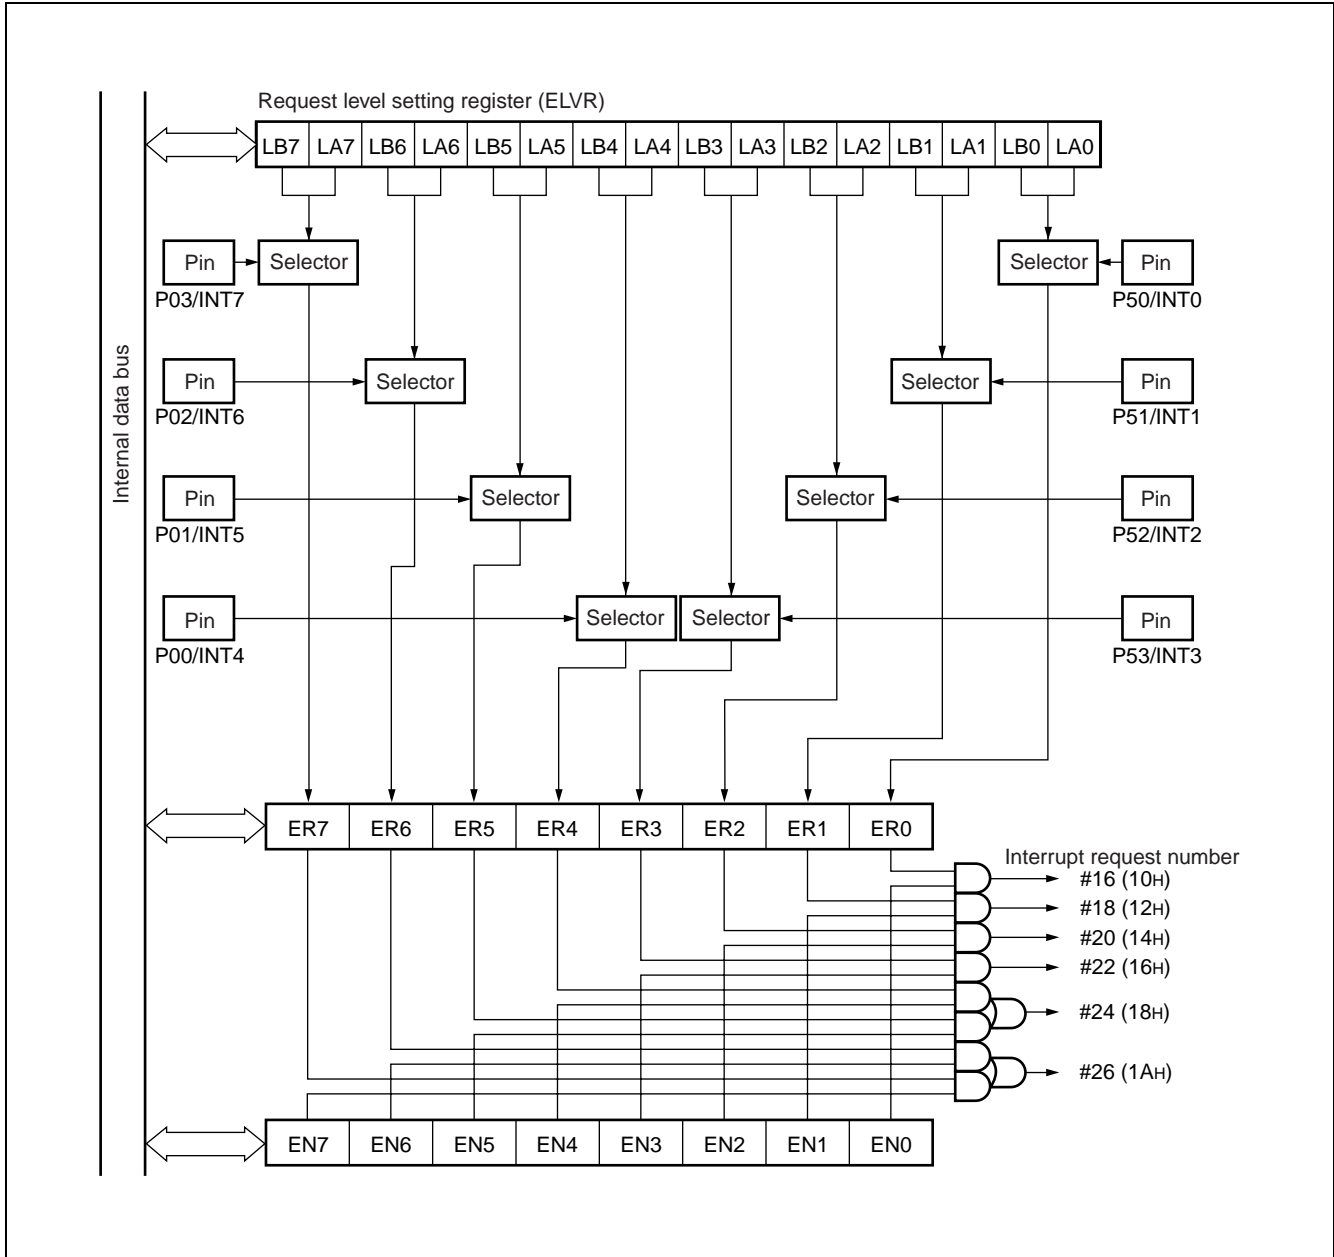 Request level setting register (ELVR)
LB7 LA7 LB6 LA6 LB5 LA5 LB4 LA4 LB3 LA3 LB2 LA2 LB1 LA1 LB0 LA0
Pin Selector Selector Pin
P03/INT7 P50/INT0
Internal data bus
Pin Selector Selector Pin
P02/INT6 P51/INT1
Pin Selector Selector Pin
P01/INT5 P52/INT2
Pin Selector Selector Pin
P00/INT4 P53/INT3
ER7 ER6 ER5 ER4 ER3 ER2 ER1 ER0
Interrupt request number
#16 (10H)
#18 (12H)
#20 (14H)
#22 (16H)
#24 (18H)
#26 (1AH)
EN7 EN6 EN5 EN4 EN3 EN2 EN1 EN0